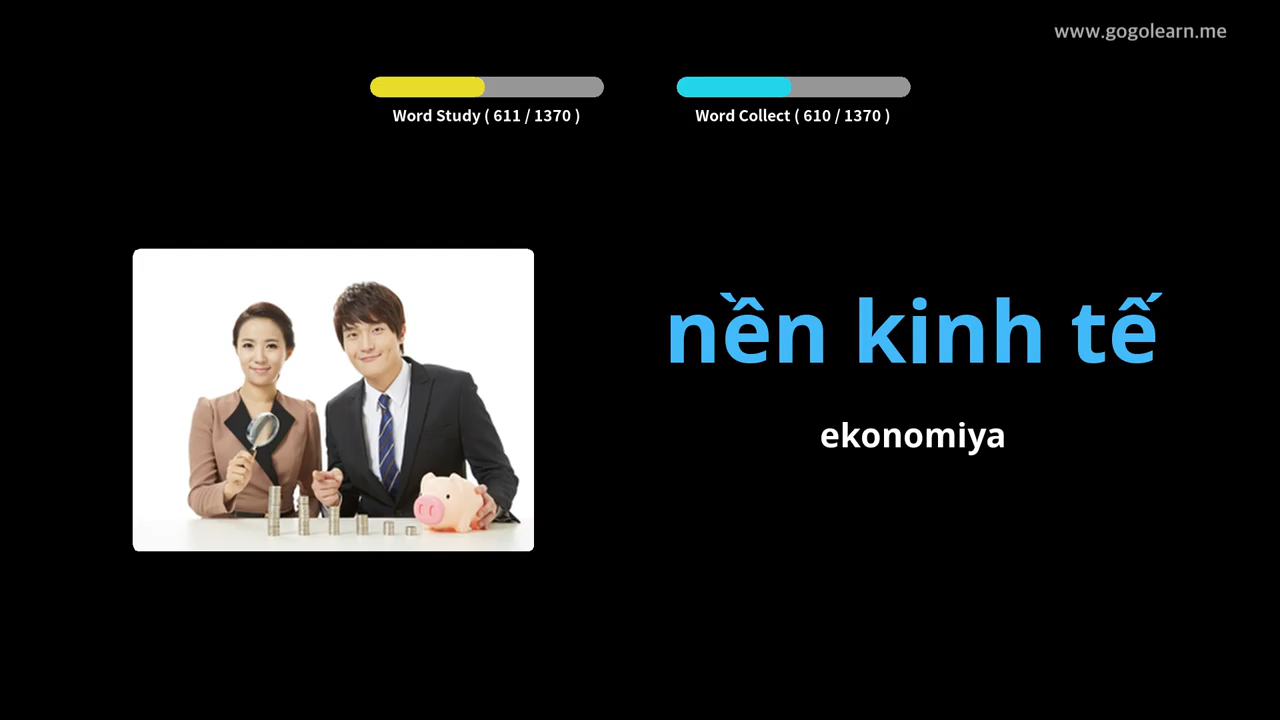 www.gogolearn.me
Word Study ( 611 / 1370 )
Word Collect ( 610 / 1370 )
nền kinh tế
ekonomiya